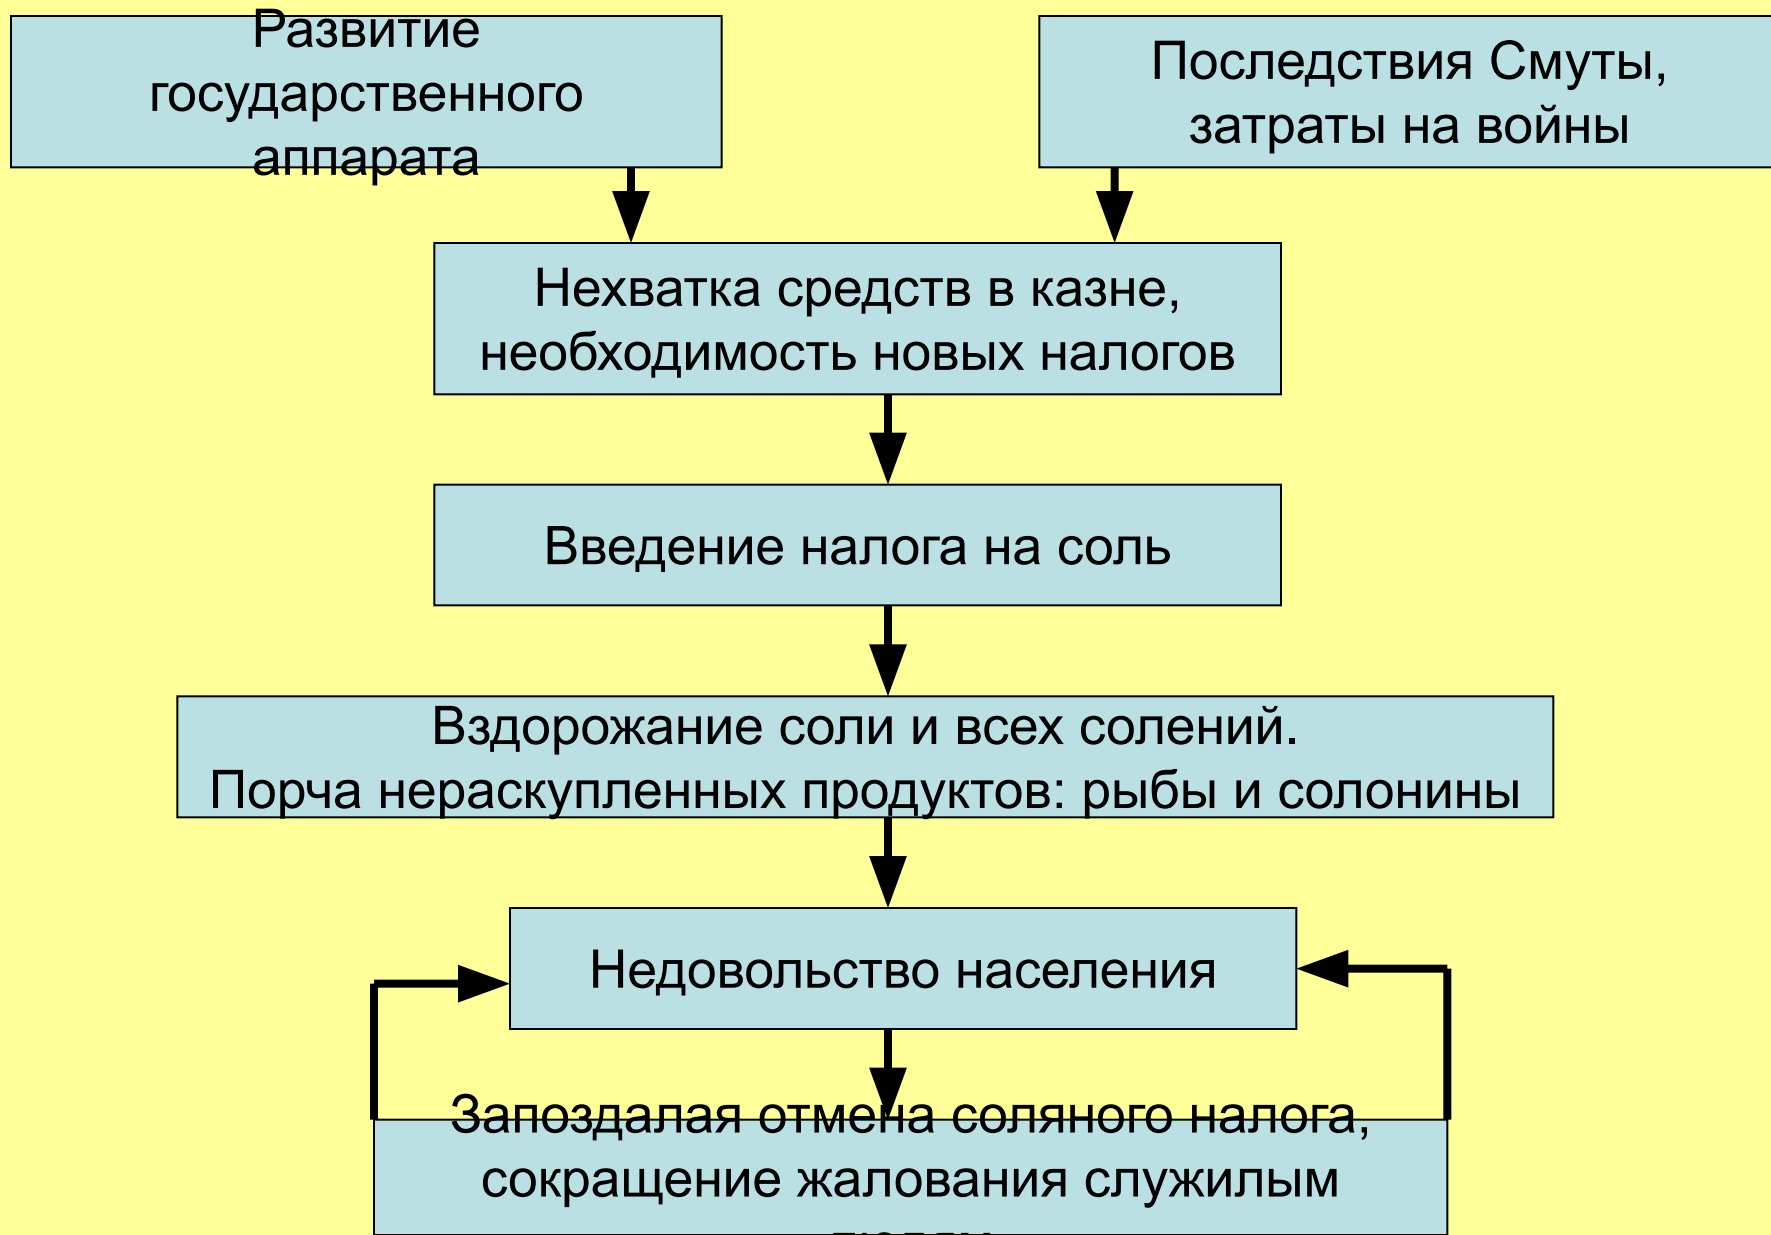 Развитие
государственного
аппарата
Последствия Смуты,
затраты на войны
Нехватка средств в казне,
необходимость новых налогов
Введение налога на соль
Вздорожание соли и всех солений.
Порча нераскупленных продуктов: рыбы и солонины
Недовольство населения
Запоздалая отмена соляного налога,
сокращение жалования служилым